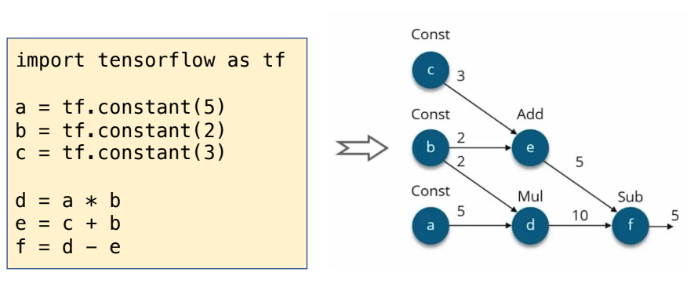 import tensorflow as tf
a = tf.constant(5)
b = tf.constant(2)
c = tf.constant(3)
d = a * b
e = c + b
f = d − e
Const
c
3
Const
Add
b
2
e
2
5
Const
Mul
Sub
a
5
d
10
f
5